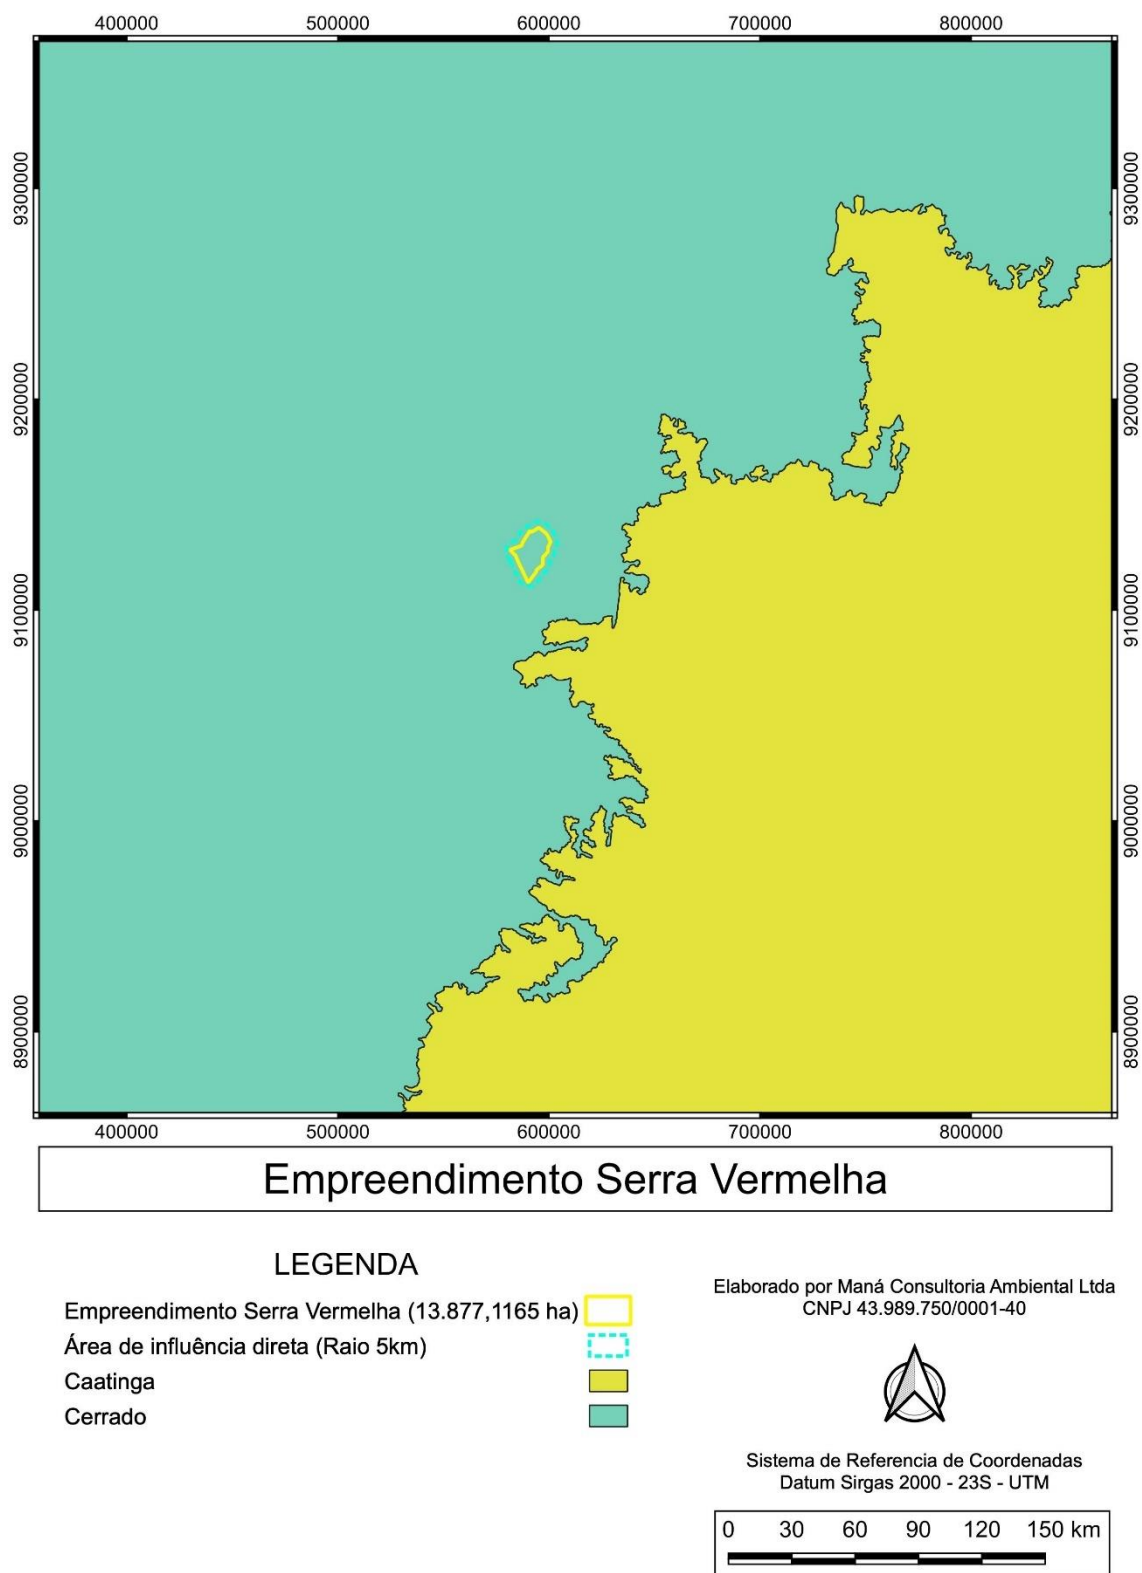 400000 500000 600000 700000 800000
9300000 9300000
9200000 9200000
9100000 9100000
9000000 9000000
8900000 8900000
400000 500000 600000 700000 800000
Empreendimento Serra Vermelha
LEGENDA
Empreendimento Serra Vermelha (13.877,1165 ha)
Área de influência direta (Raio 5km)
Caatinga
Cerrado
Elaborado por Maná Consultoria Ambiental Ltda
CNPJ 43.989.750/0001-40
Sistema de Referencia de Coordenadas
Datum Sirgas 2000 - 23S - UTM
0 30 60 90 120 150 km